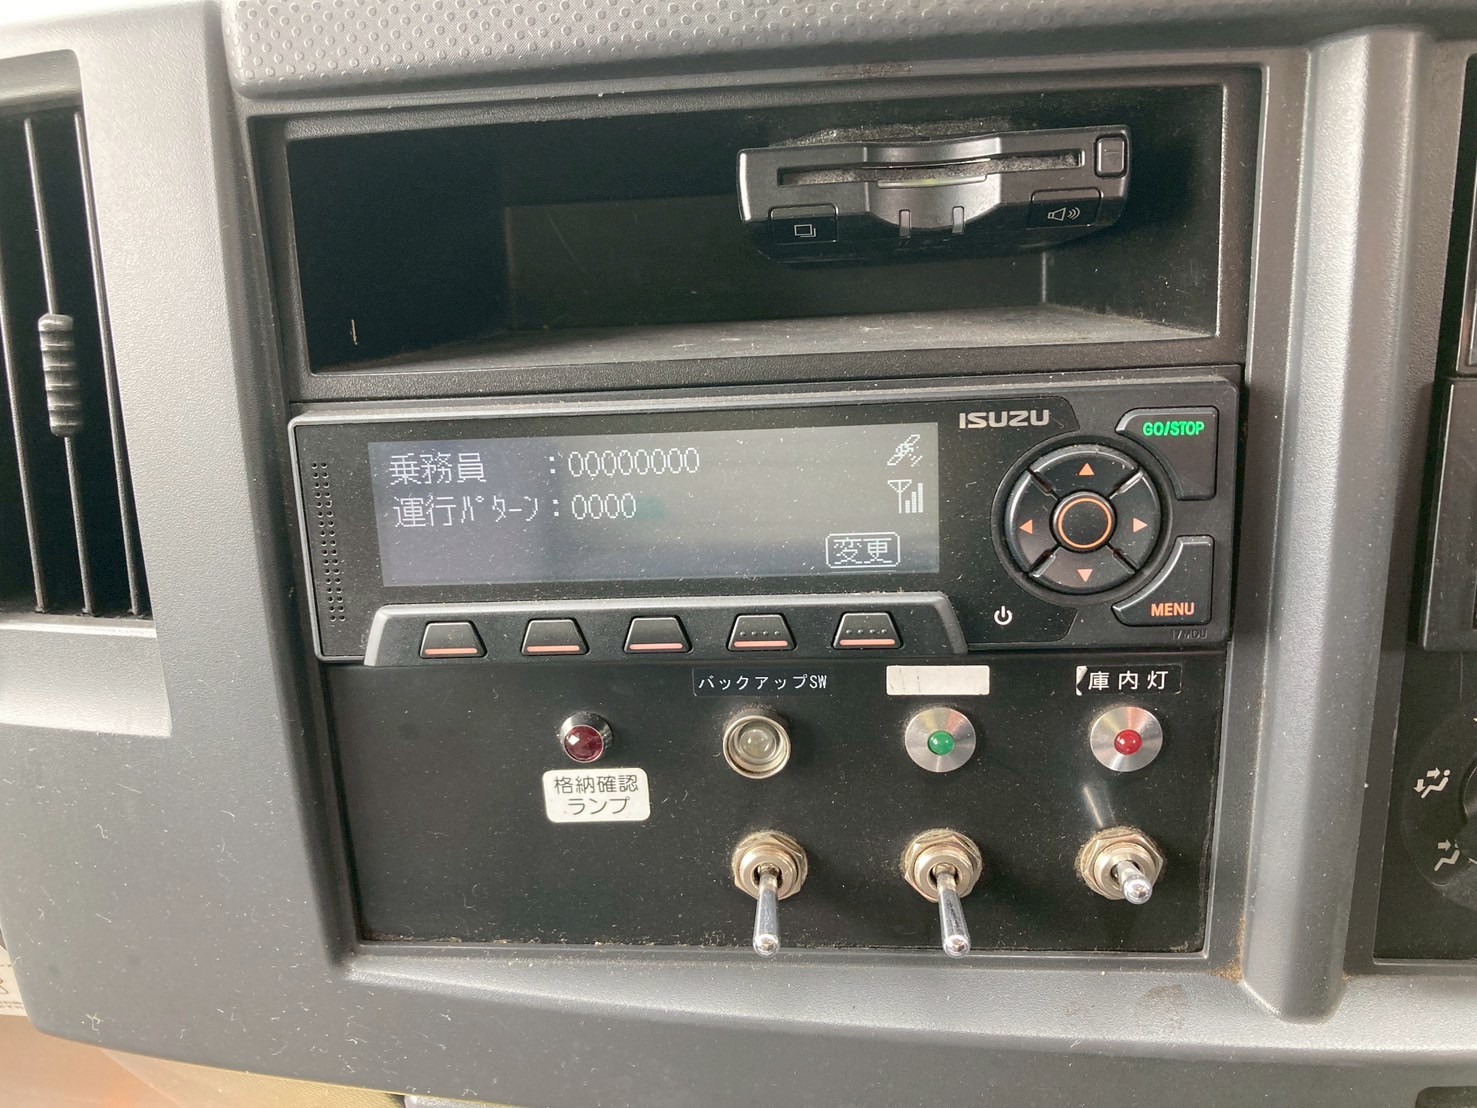 ISUZU
GO/STOP
乗務員 :00000000
運行ﾊﾟﾀｰﾝ:0000
変更
MENU
バックアップSW
庫内灯
格納確認
ランプ